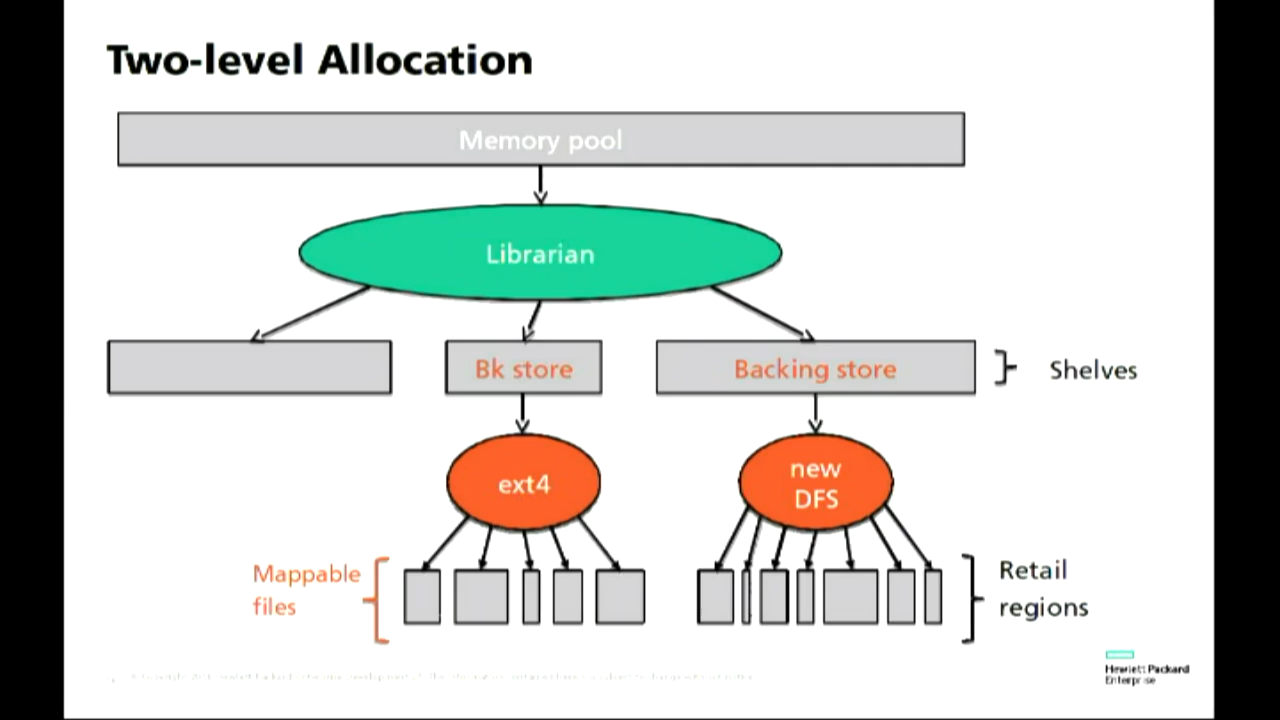 Two-level Allocation
Memory pool
Librarian
Bk store
Backing store
Shelves
ext4
new
DFS
Mappable
files
Retail
regions
Hewlett Packard
Enterprise